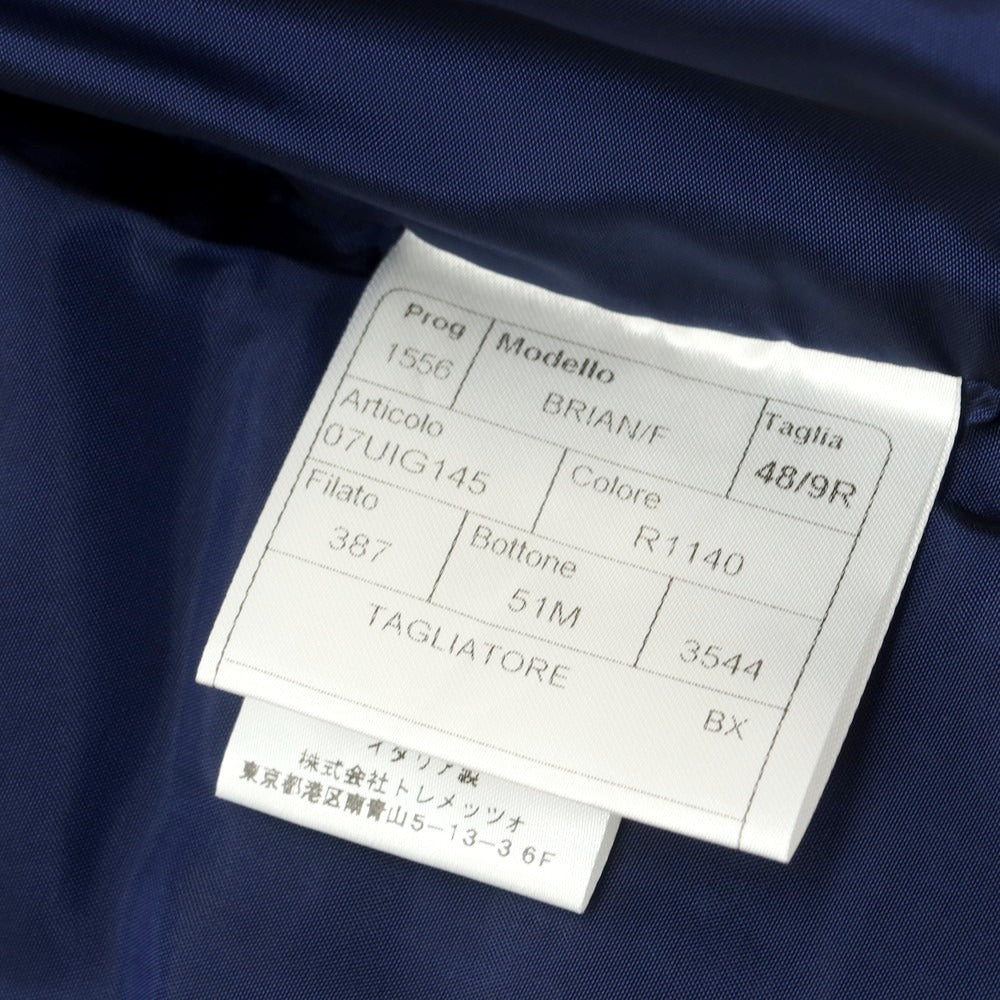 Prog Modello Taglia
1556 BRIAN/F 48/9R
Articolo Colore
07UIG145 R1140
Filato Bottone
387 51M 3544
TAGLIATORE
BX
イタリア製
株式会社トレメッツォ
東京都港区南青山5-13-3 6F